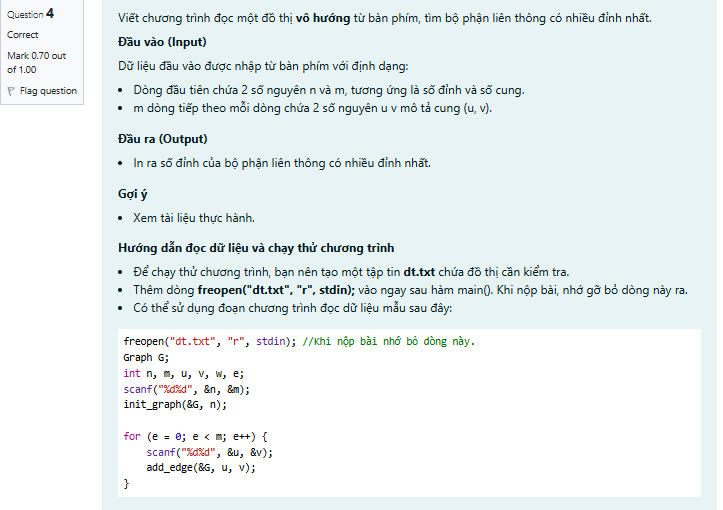 Question 4
Correct
Mark 0.70 out
of 1.00
Flag question
Viết chương trình đọc một đồ thị vô hướng từ bàn phím, tìm bộ phận liên thông có nhiều đỉnh nhất.
Đầu vào (Input)
Dữ liệu đầu vào được nhập từ bàn phím với định dạng:
Dòng đầu tiên chứa 2 số nguyên n và m, tương ứng là số đỉnh và số cung.
m dòng tiếp theo mỗi dòng chứa 2 số nguyên u v mô tả cung (u, v).
Đầu ra (Output)
In ra số đỉnh của bộ phận liên thông có nhiều đỉnh nhất.
Gợi ý
Xem tài liệu thực hành.
Hướng dẫn đọc dữ liệu và chạy thử chương trình
Để chạy thử chương trình, bạn nên tạo một tập tin dt.txt chứa đồ thị cần kiểm tra.
Thêm dòng freopen("dt.txt", "r", stdin); vào ngay sau hàm main(). Khi nộp bài, nhớ gỡ bỏ dòng này ra.
Có thể sử dụng đoạn chương trình đọc dữ liệu mẫu sau đây:
freopen("dt.txt", "r", stdin); //Khi nộp bài nhớ bỏ dòng này.
Graph G;
int n, m, u, v, w, e;
scanf("%d%d", &n, &m);
init_graph(&G, n);
for (e = 0; e < m; e++) {
    scanf("%d%d", &u, &v);
    add_edge(&G, u, v);
}